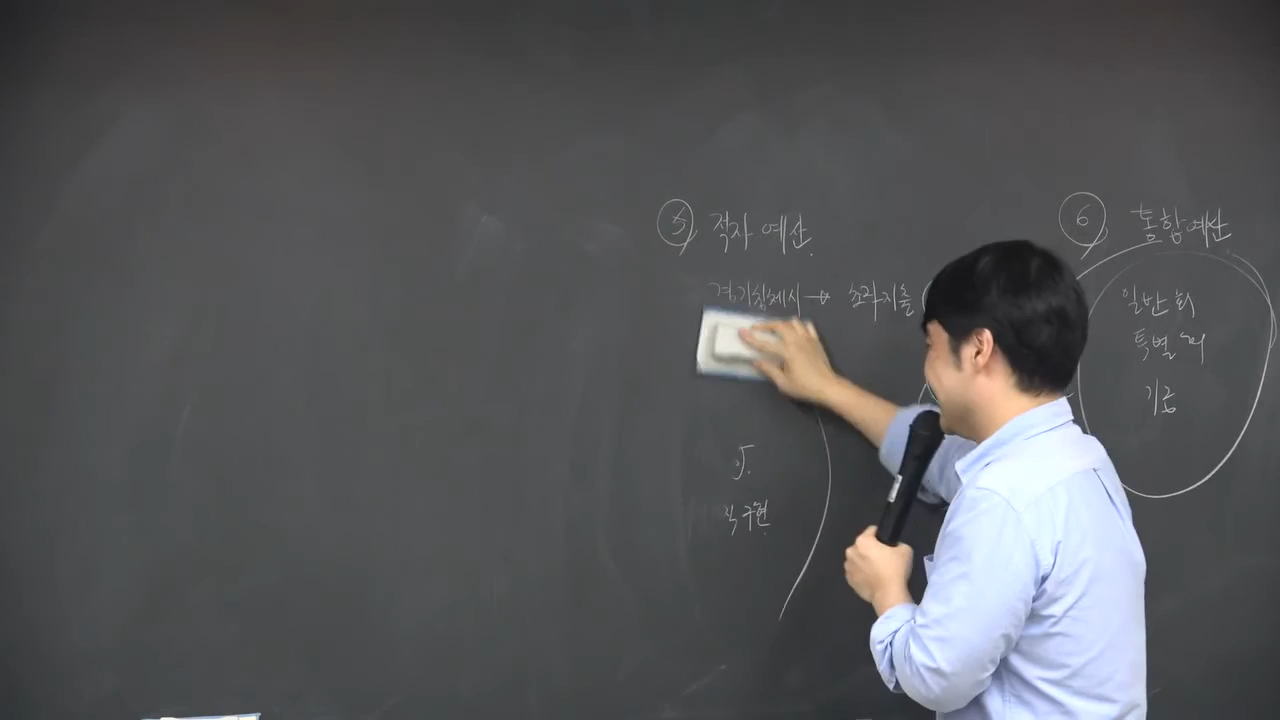 ⑤ 적자 예산.
경기침체시 → 초과지출
구현
⑥ 통합예산
일반회
특별회
기금